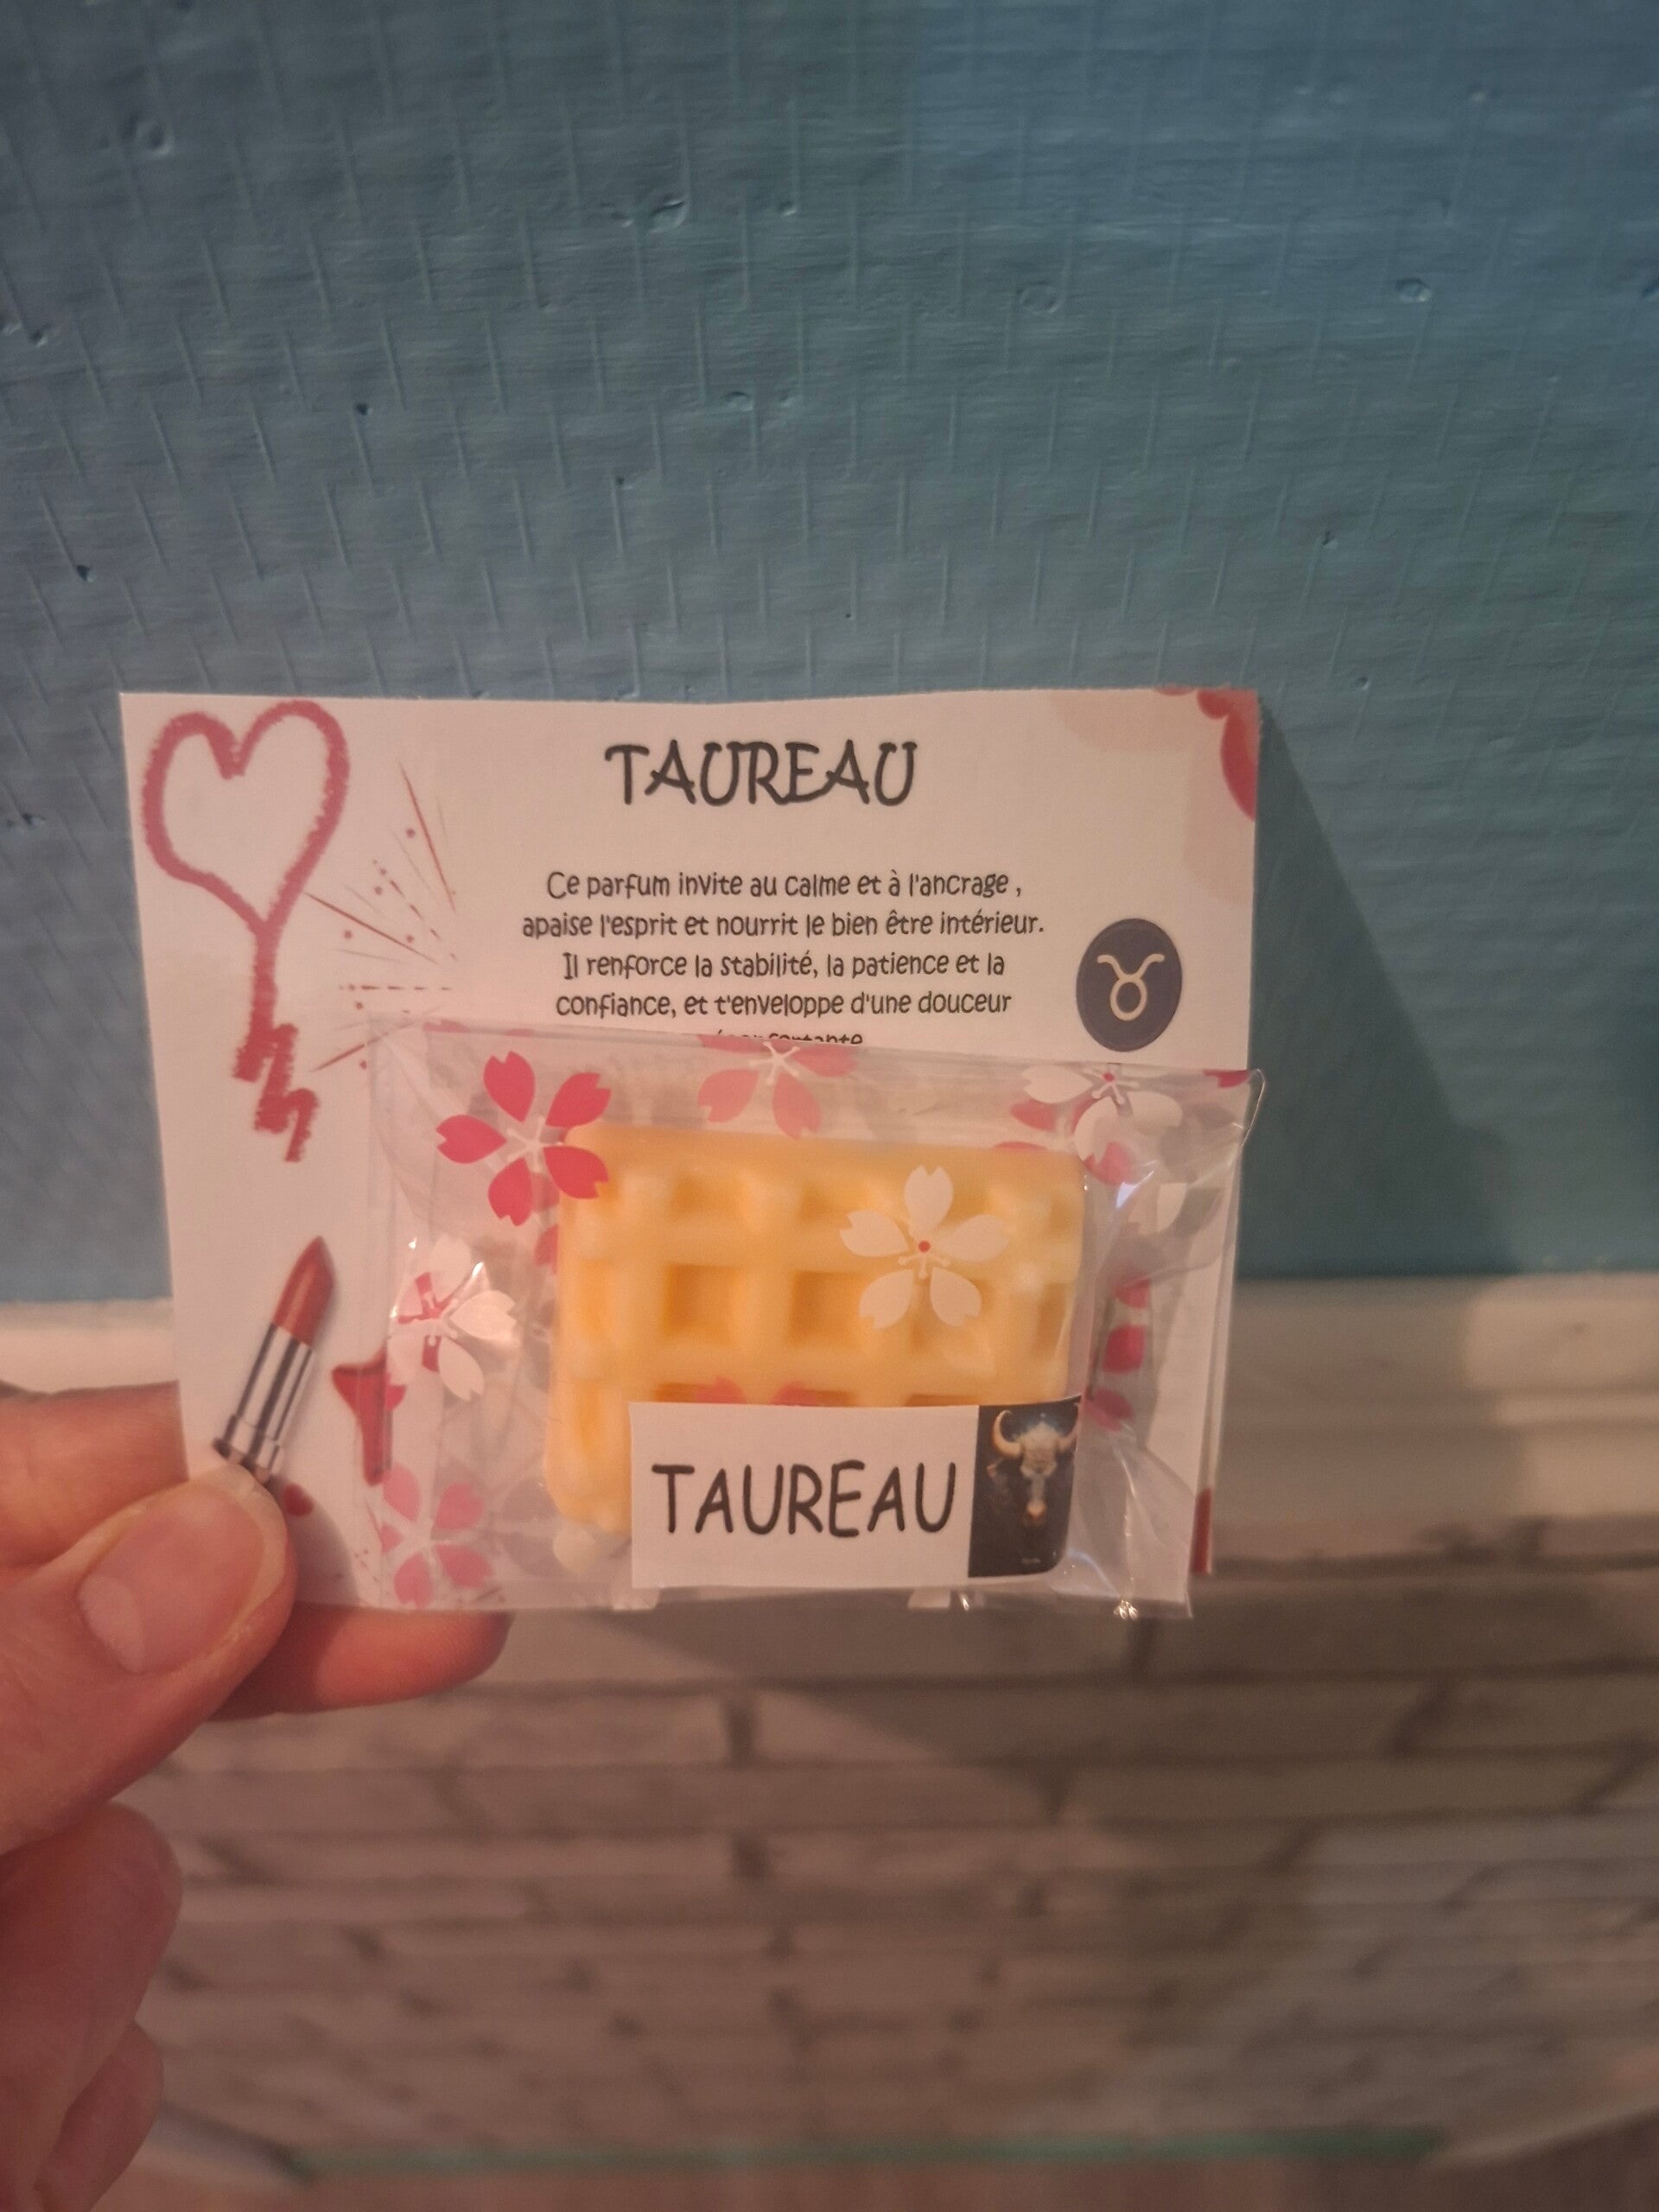 TAUREAU
Ce parfum invite au calme et à l'ancrage ,
apaise l'esprit et nourrit le bien être intérieur.
Il renforce la stabilité, la patience et la
confiance, et t'enveloppe d'une douceur
TAUREAU